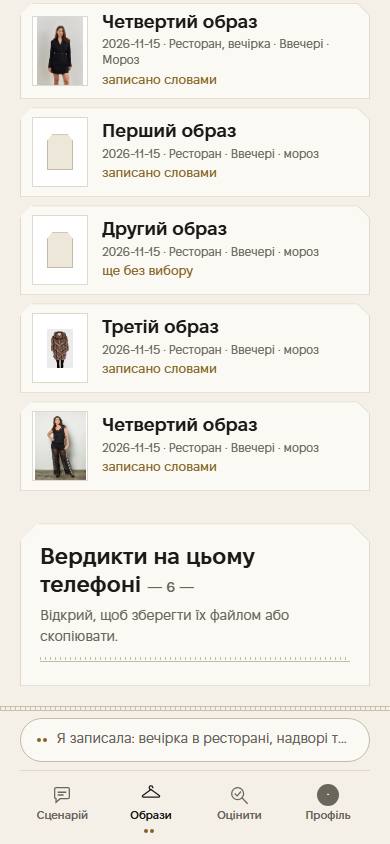 Четвертий образ
2026-11-15 · Ресторан, вечірка · Ввечері ·
Мороз
записано словами
Перший образ
2026-11-15 · Ресторан · Ввечері · мороз
записано словами
Другий образ
2026-11-15 · Ресторан · Ввечері · мороз
ще без вибору
Третій образ
2026-11-15 · Ресторан · Ввечері · мороз
записано словами
Четвертий образ
2026-11-15 · Ресторан · Ввечері · мороз
записано словами
Вердикти на цьому
телефоні — 6 —
Відкрий, щоб зберегти їх файлом або
скопіювати.
Я записала: вечірка в ресторані, надворі т...
Сценарій
Образи
Оцінити
Профіль